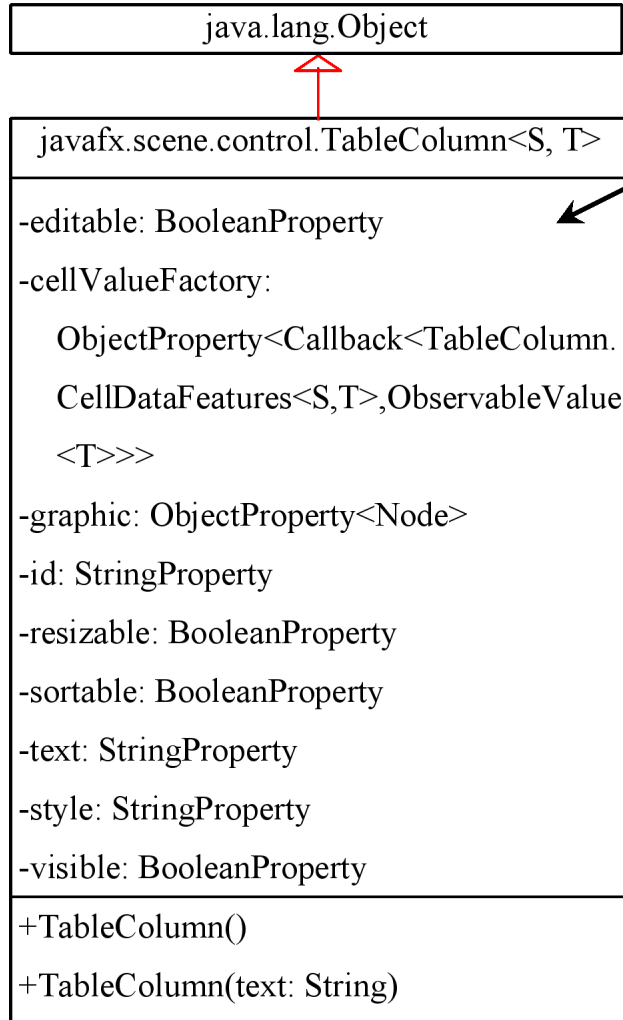 java.lang.Object
javafx.scene.control.TableColumn<S, T>
-editable: BooleanProperty
-cellValueFactory:
ObjectProperty<Callback<TableColumn.
CellDataFeatures<S,T>,ObservableValue
<T>>>
-graphic: ObjectProperty<Node>
-id: StringProperty
-resizable: BooleanProperty
-sortable: BooleanProperty
-text: StringProperty
-style: StringProperty
-visible: BooleanProperty
+TableColumn()
+TableColumn(text: String)